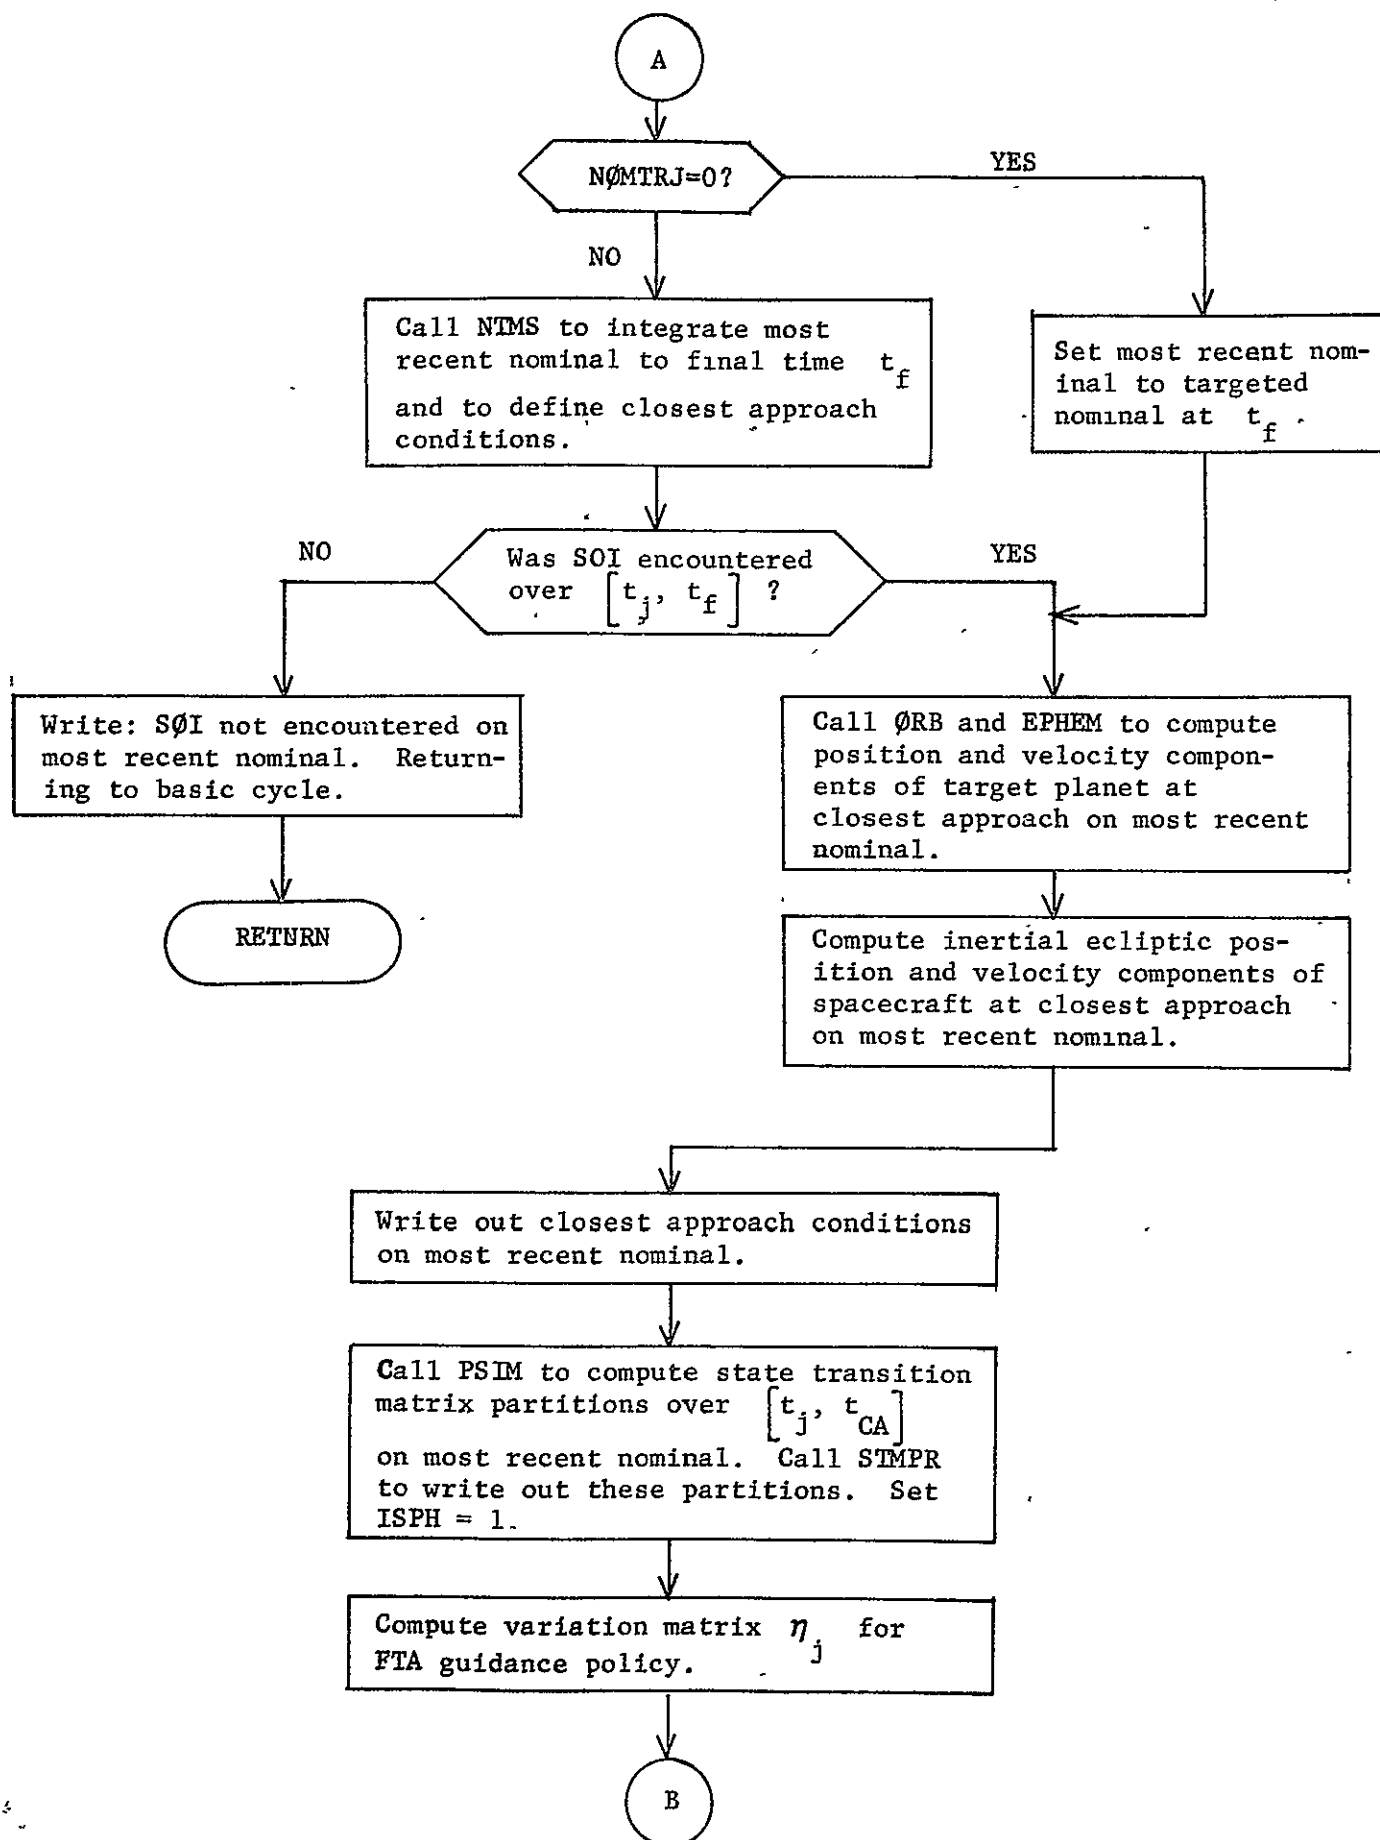 A
NØMTRJ=0?
YES
NO
Call NTMS to integrate most
recent nominal to final time t_f
and to define closest approach
conditions.
Set most recent nom-
inal to targeted
nominal at t_f.
NO
Was SOI encountered
over [t_j, t_f] ?
YES
Write: SØI not encountered on
most recent nominal. Return-
ing to basic cycle.
RETURN
Call ØRB and EPHEM to compute
position and velocity compon-
ents of target planet at
closest approach on most recent
nominal.
Compute inertial ecliptic pos-
ition and velocity components of
spacecraft at closest approach
on most recent nominal.
Write out closest approach conditions
on most recent nominal.
Call PSIM to compute state transition
matrix partitions over [t_j, t_CA]
on most recent nominal. Call STMPR
to write out these partitions. Set
ISPH = 1.
Compute variation matrix η_j for
FTA guidance policy.
B